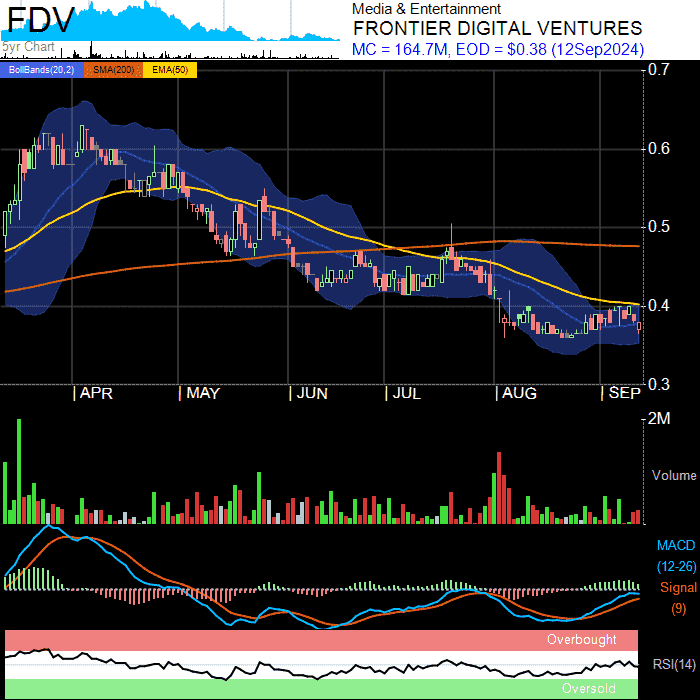 FDV
5yr Chart
Media & Entertainment
FRONTIER DIGITAL VENTURES
MC = 164.7M, EOD = $0.38 (12Sep2024)
BollBands(20,2) SMA(200) EMA(50)
0.7
0.6
0.5
0.4
0.3
APR MAY JUN JUL AUG SEP
2M
Volume
MACD
(12-26)
Signal
(9)
Overbought
RSI(14)
Oversold